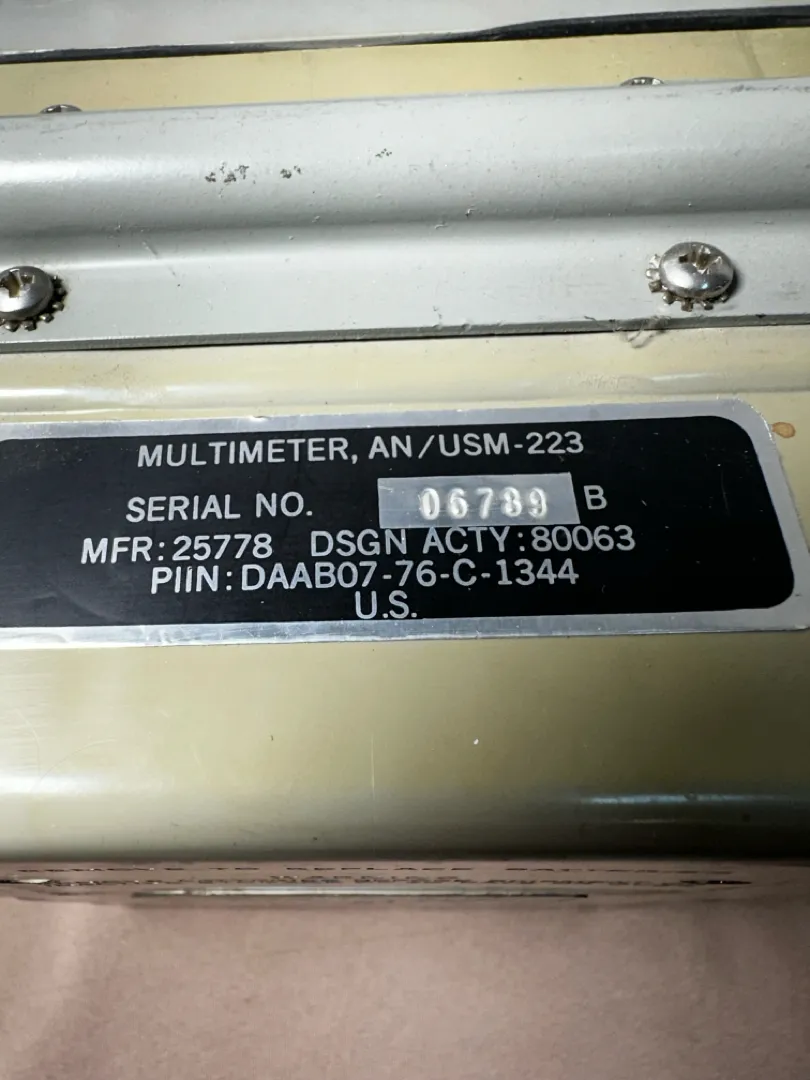 MULTIMETER, AN/USM-223
SERIAL NO. 06789 B
MFR: 25778 DSGN ACTY: 80063
PIIN: DAAB07-76-C-1344
U.S.